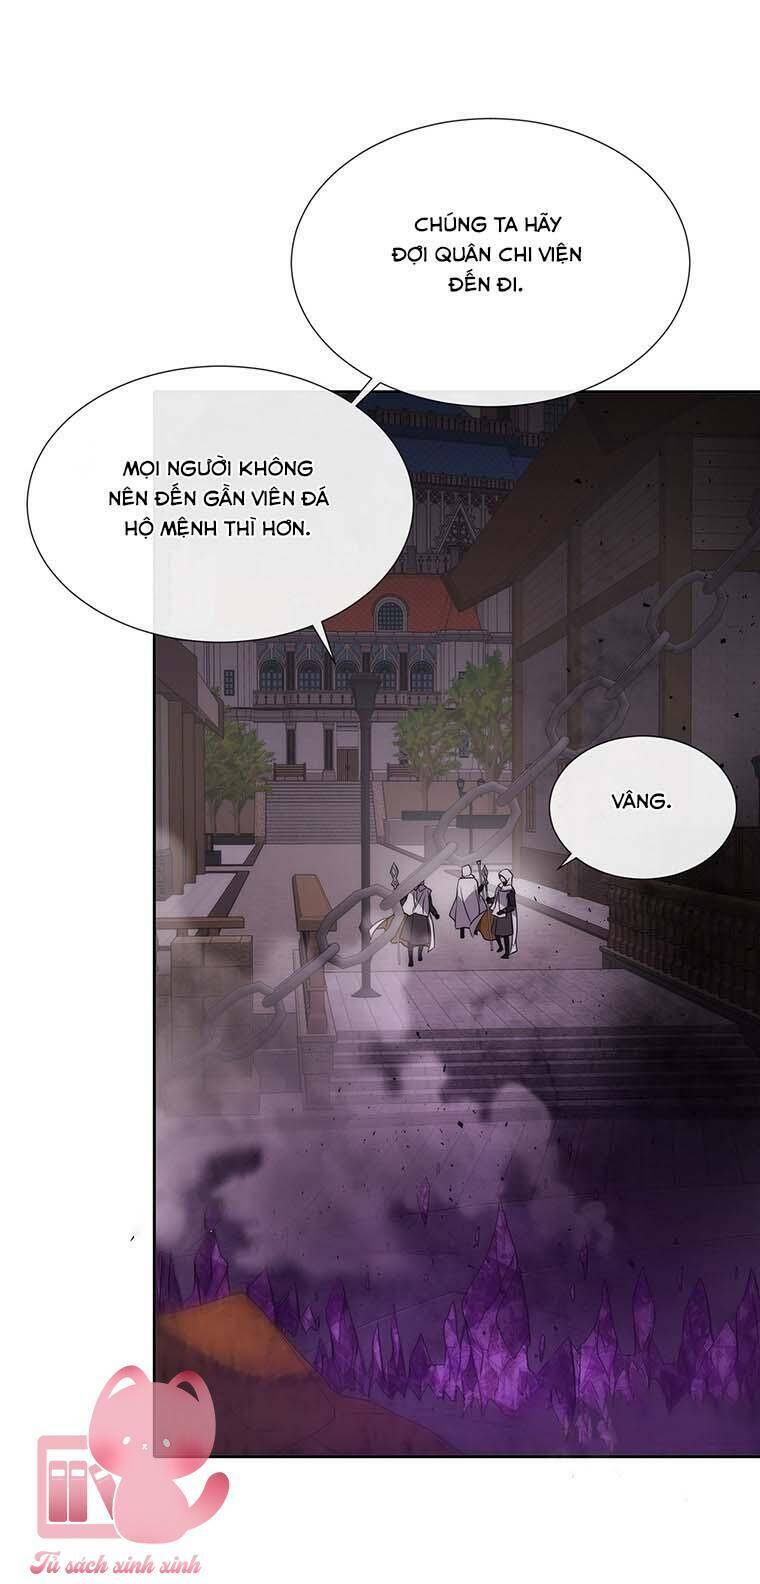 CHÚNG TA HÃY
ĐỢI QUÂN CHI VIỆN
ĐẾN ĐI.
MỌI NGƯỜI KHÔNG
NÊN ĐẾN GẦN VIÊN ĐÁ
HỘ MỆNH THÌ HƠN.
VÂNG.
Tủ sách xinh xinh